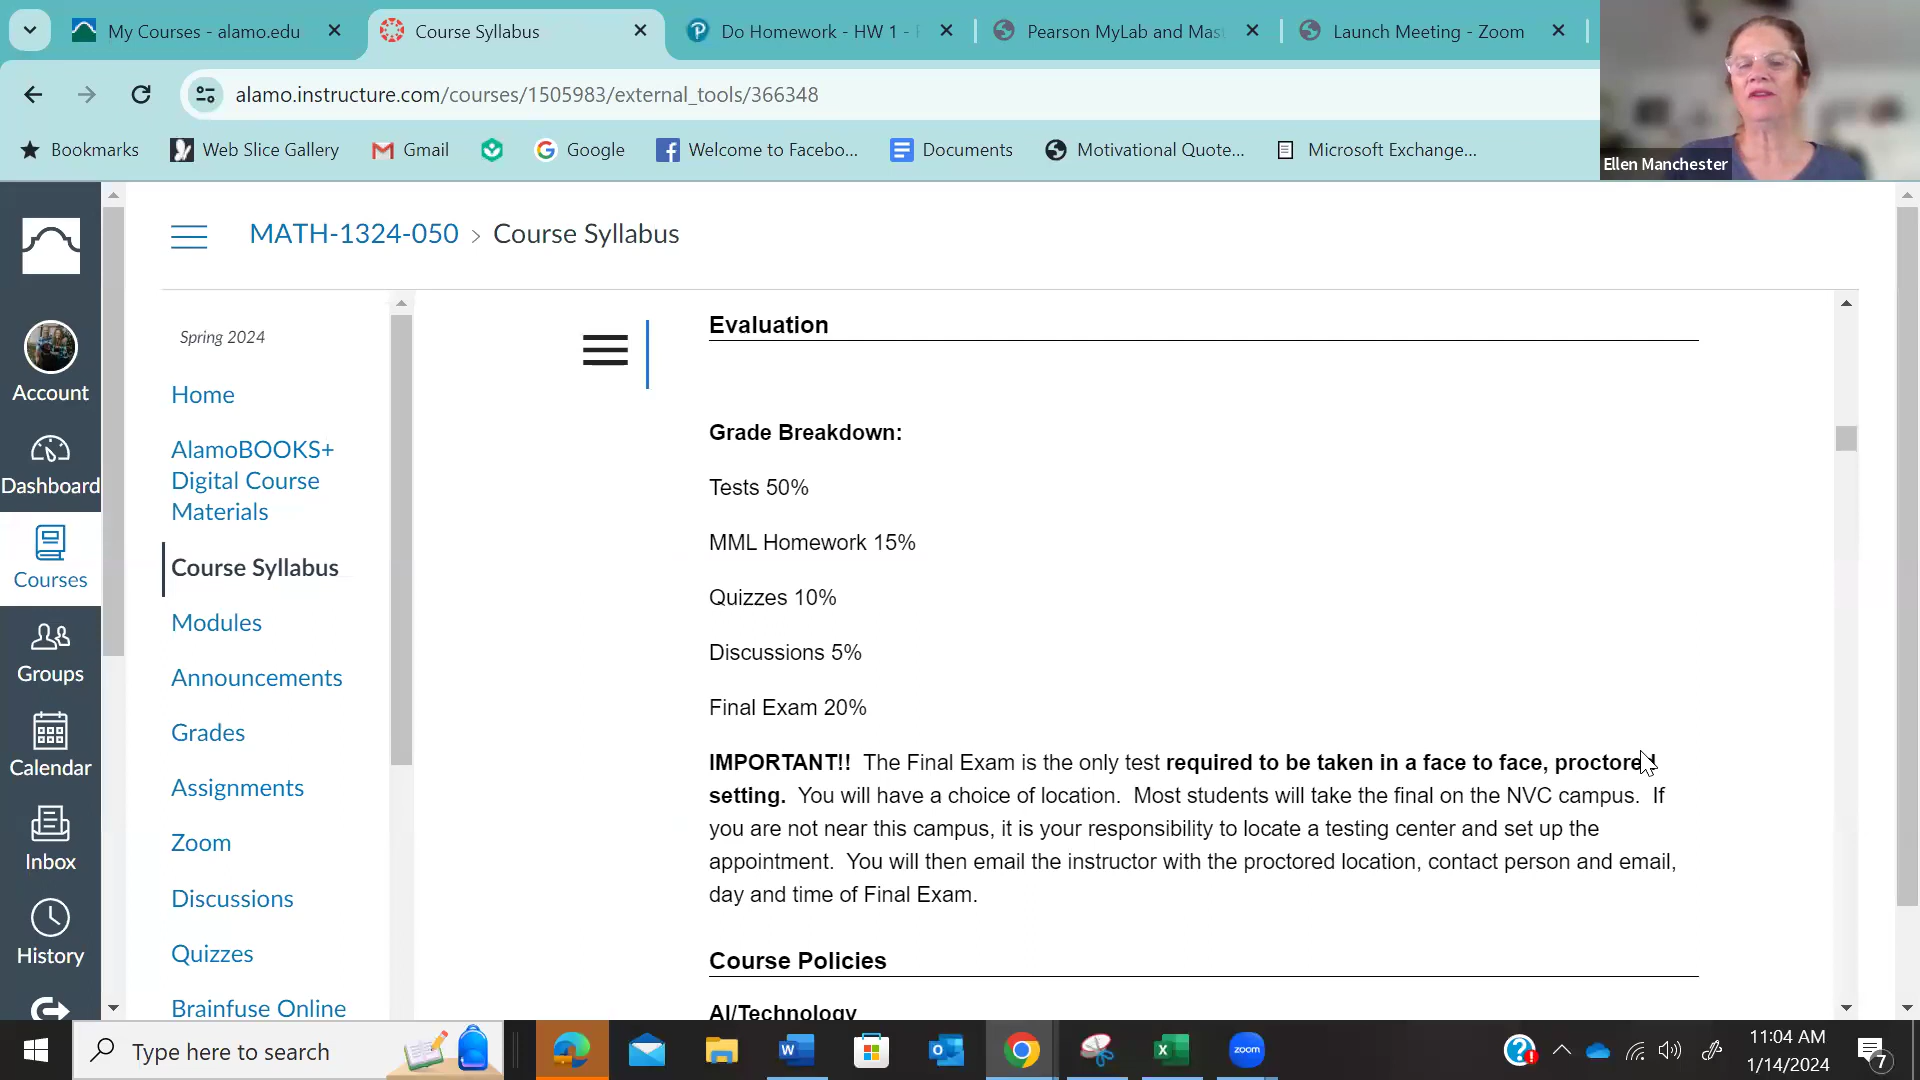 My Courses - alamo.edu
Course Syllabus
Do Homework - HW 1 -
Pearson MyLab and Mas
Launch Meeting - Zoom
alamo.instructure.com/courses/1505983/external_tools/366348
Bookmarks
Web Slice Gallery
Gmail
Google
Welcome to Facebo...
Documents
Motivational Quote...
Microsoft Exchange...
Ellen Manchester
MATH-1324-050 > Course Syllabus
Account
Dashboard
Courses
Groups
Calendar
Inbox
History
Spring 2024
Home
AlamoBOOKS+
Digital Course
Materials
Course Syllabus
Modules
Announcements
Grades
Assignments
Zoom
Discussions
Quizzes
Brainfuse Online
Evaluation
Grade Breakdown:
Tests 50%
MML Homework 15%
Quizzes 10%
Discussions 5%
Final Exam 20%
IMPORTANT!! The Final Exam is the only test required to be taken in a face to face, proctored
setting. You will have a choice of location. Most students will take the final on the NVC campus. If
you are not near this campus, it is your responsibility to locate a testing center and set up the
appointment. You will then email the instructor with the proctored location, contact person and email,
day and time of Final Exam.
Course Policies
AI/Technology
Type here to search
zoom
11:04 AM
1/14/2024
7